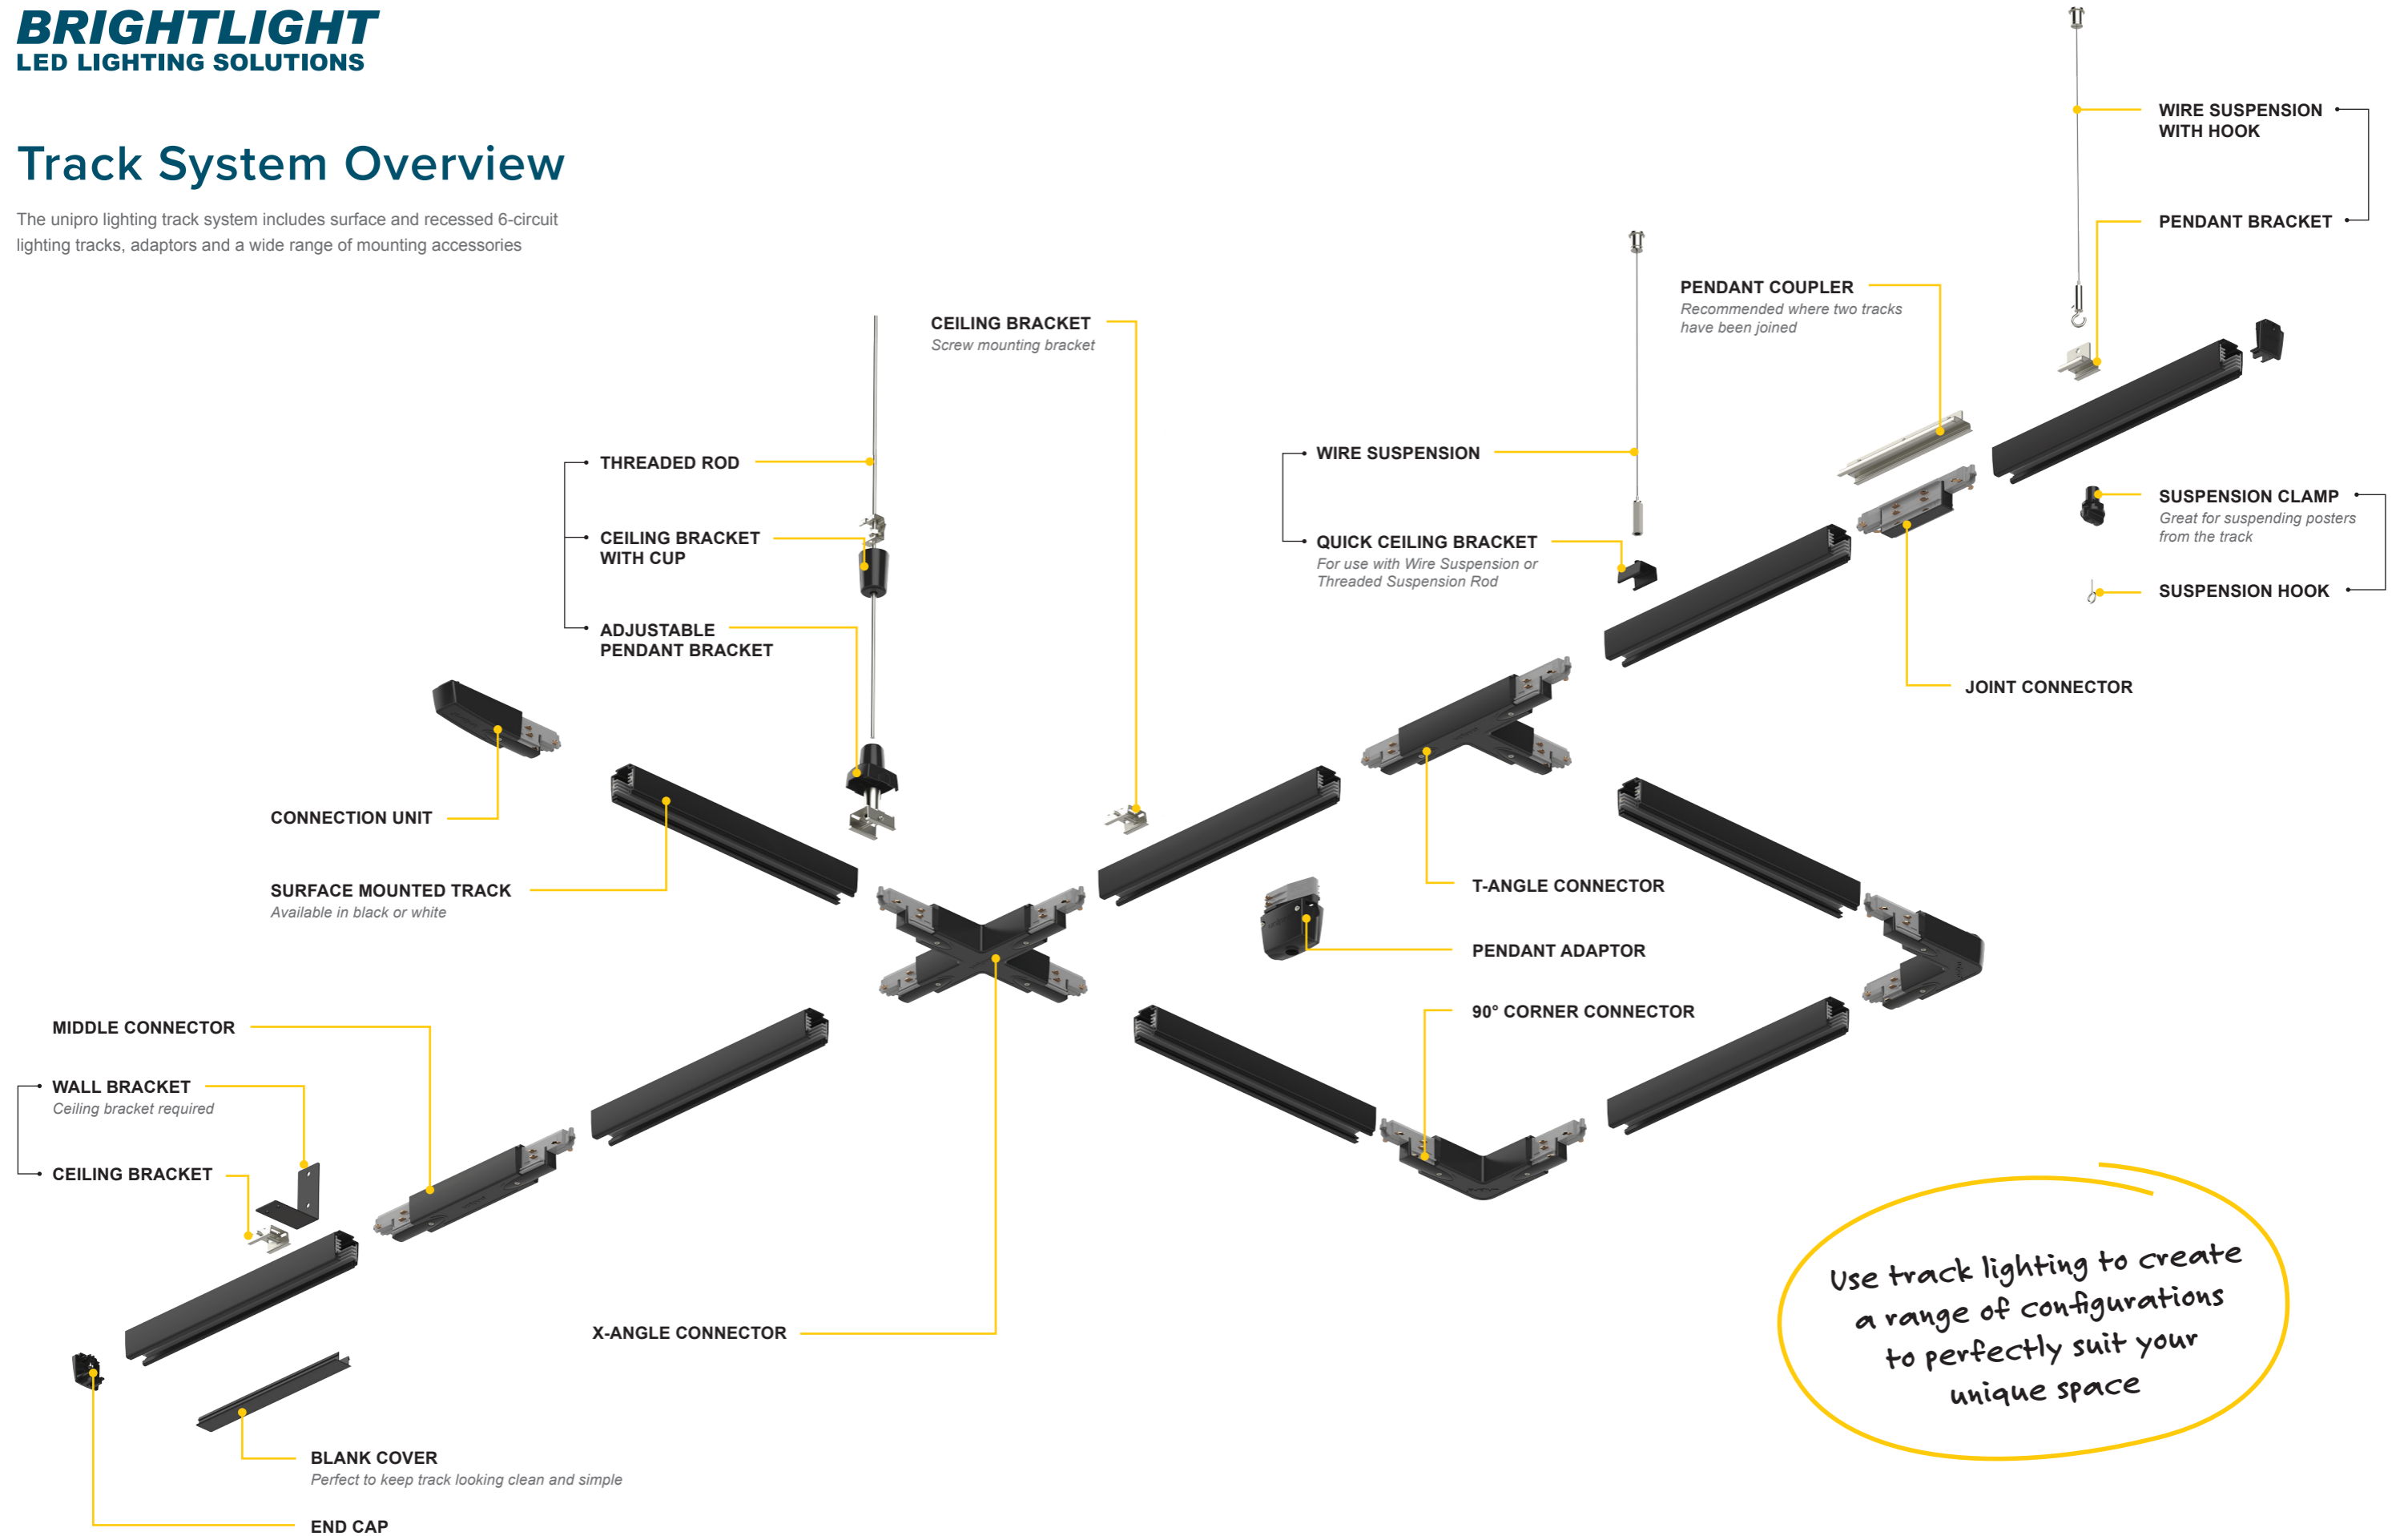 BRIGHTLIGHT
LED LIGHTING SOLUTIONS
Track System Overview
The unipro lighting track system includes surface and recessed 6-circuit
lighting tracks, adaptors and a wide range of mounting accessories
WIRE SUSPENSION
WITH HOOK
PENDANT BRACKET
PENDANT COUPLER
Recommended where two tracks
have been joined
CEILING BRACKET
Screw mounting bracket
THREADED ROD
CEILING BRACKET
WITH CUP
ADJUSTABLE
PENDANT BRACKET
WIRE SUSPENSION
QUICK CEILING BRACKET
For use with Wire Suspension or
Threaded Suspension Rod
SUSPENSION CLAMP
Great for suspending posters
from the track
SUSPENSION HOOK
JOINT CONNECTOR
CONNECTION UNIT
SURFACE MOUNTED TRACK
Available in black or white
T-ANGLE CONNECTOR
PENDANT ADAPTOR
90° CORNER CONNECTOR
MIDDLE CONNECTOR
WALL BRACKET
Ceiling bracket required
CEILING BRACKET
X-ANGLE CONNECTOR
BLANK COVER
Perfect to keep track looking clean and simple
END CAP
Use track lighting to create
a range of configurations
to perfectly suit your
unique space